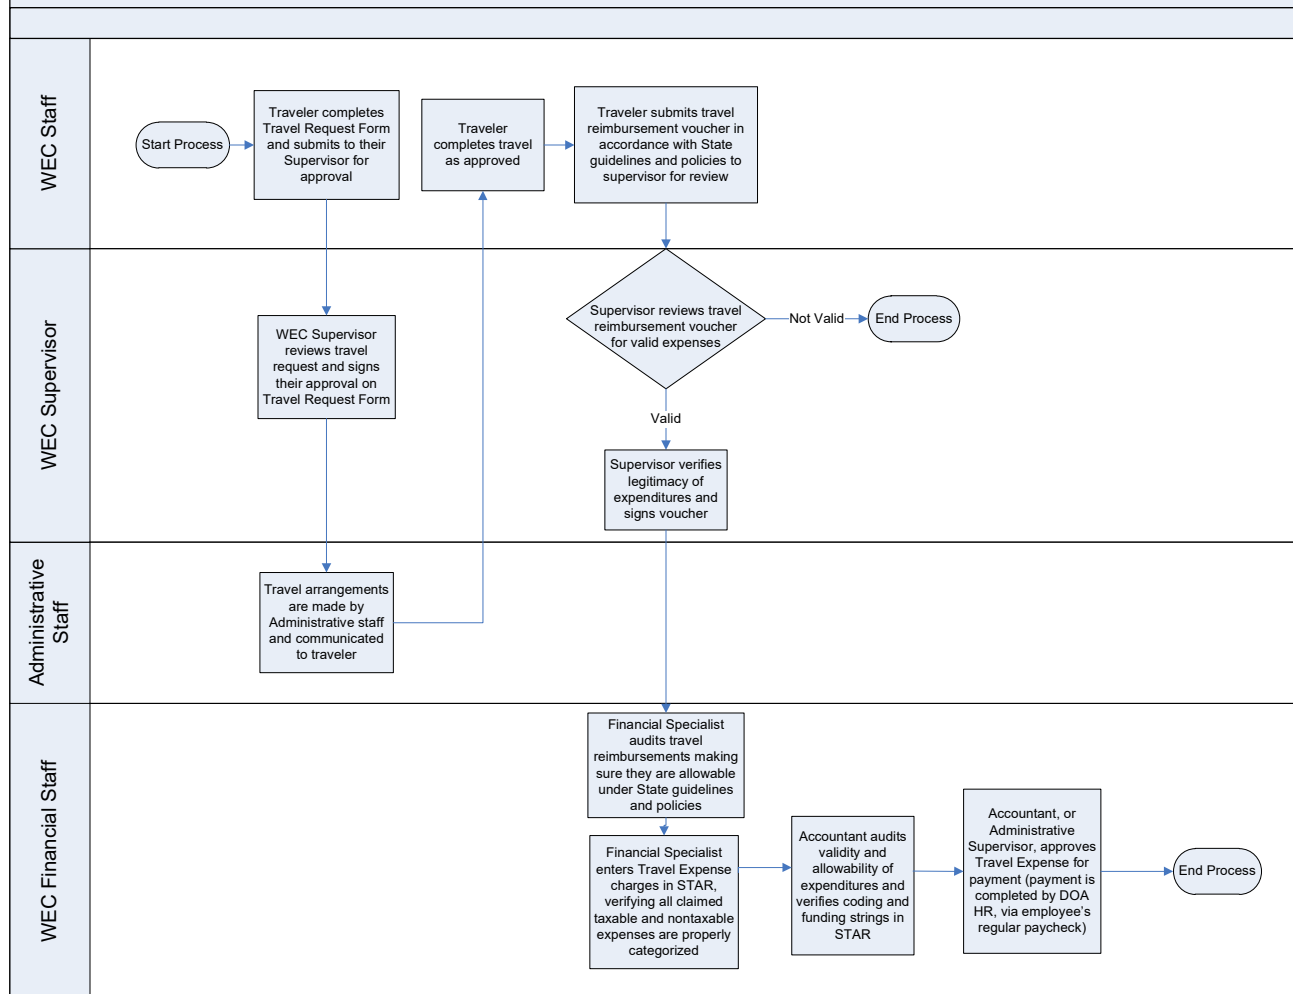 WEC Staff
Start Process
Traveler completes
Travel Request Form
and submits to their
Supervisor for
approval
Traveler
completes travel
as approved
Traveler submits travel
reimbursement voucher in
accordance with State
guidelines and policies to
supervisor for review
WEC Supervisor
WEC Supervisor
reviews travel
request and signs
their approval on
Travel Request Form
Supervisor reviews travel
reimbursement voucher
for valid expenses
Not Valid
End Process
Valid
Supervisor verifies
legitimacy of
expenditures and
signs voucher
Administrative
Staff
Travel arrangements
are made by
Administrative staff
and communicated
to traveler
WEC Financial Staff
Financial Specialist
audits travel
reimbursements making
sure they are allowable
under State guidelines
and policies
Financial Specialist
enters Travel Expense
charges in STAR,
verifying all claimed
taxable and nontaxable
expenses are properly
categorized
Accountant audits
validity and
allowability of
expenditures and
verifies coding and
funding strings in
STAR
Accountant, or
Administrative
Supervisor, approves
Travel Expense for
payment (payment is
completed by DOA
HR, via employee’s
regular paycheck)
End Process